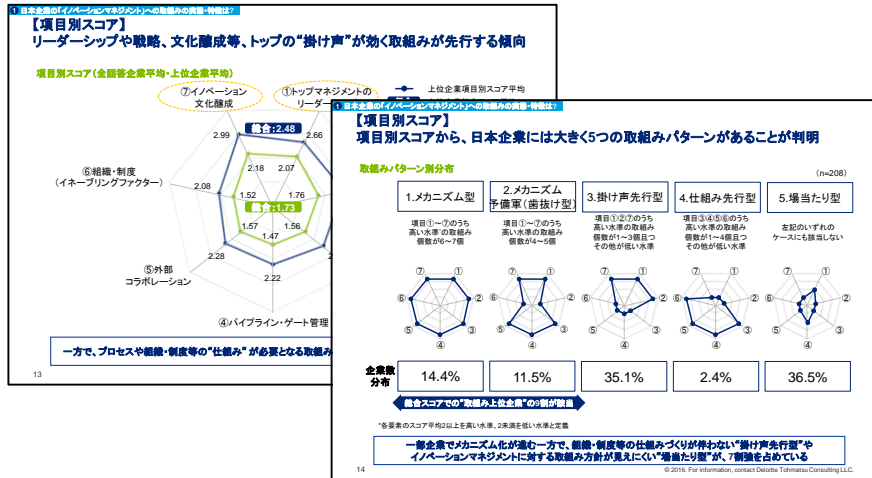 1 日本企業の「イノベーションマネジメント」への取組みの実態・特徴は?
【項目別スコア】
リーダーシップや戦略、文化醸成等、トップの“掛け声”が効く取組みが先行する傾向
項目別スコア(全回答企業平均・上位企業平均)
上位企業項目別スコア平均
⑦イノベーション
文化醸成
①トップマネジメントの
リーダー
総合:2.48
2.99
2.66
2.18
2.07
⑥組織・制度
(イネーブリングファクター)
2.08
1.52
1.76
総合:1.73
1.57
1.56
1.47
2.28
2.22
⑤外部
コラボレーション
④パイプライン・ゲート管理
一方で、プロセスや組織・制度等の“仕組み”が必要となる取組み
13
1 日本企業の「イノベーションマネジメント」への取組みの実態・特徴は?
【項目別スコア】
項目別スコアから、日本企業には大きく5つの取組みパターンがあることが判明
取組みパターン別分布
(n=208)
1.メカニズム型
2.メカニズム
予備軍(歯抜け型)
3.掛け声先行型
4.仕組み先行型
5.場当たり型
項目①~⑦のうち
高い水準*の取組み
個数が6~7個
項目①~⑦のうち
高い水準の取組み
個数が4~5個
項目①②⑦のうち
高い水準の取組み
個数が1~3個且つ
その他が低い水準
項目③④⑤⑥のうち
高い水準の取組み
個数が1~4個且つ
その他が低い水準
左記のいずれの
ケースにも該当しない
⑦ ① ⑥ ② ⑤ ③ ④
⑦ ① ⑥ ② ⑤ ③ ④
⑦ ① ⑥ ② ⑤ ③ ④
⑦ ① ⑥ ② ⑤ ③ ④
⑦ ① ⑥ ② ⑤ ③ ④
企業数
分布
14.4%
11.5%
35.1%
2.4%
36.5%
総合スコアでの“取組み上位企業”の9割が該当
*各要素のスコア平均2以上を高い水準、2未満を低い水準と定義
一部企業でメカニズム化が進む一方で、組織・制度等の仕組みづくりが伴わない“掛け声先行型”や
イノベーションマネジメントに対する取組み方針が見えにくい“場当たり型”が、7割強を占めている
14
© 2016. For information, contact Deloitte Tohmatsu Consulting LLC.